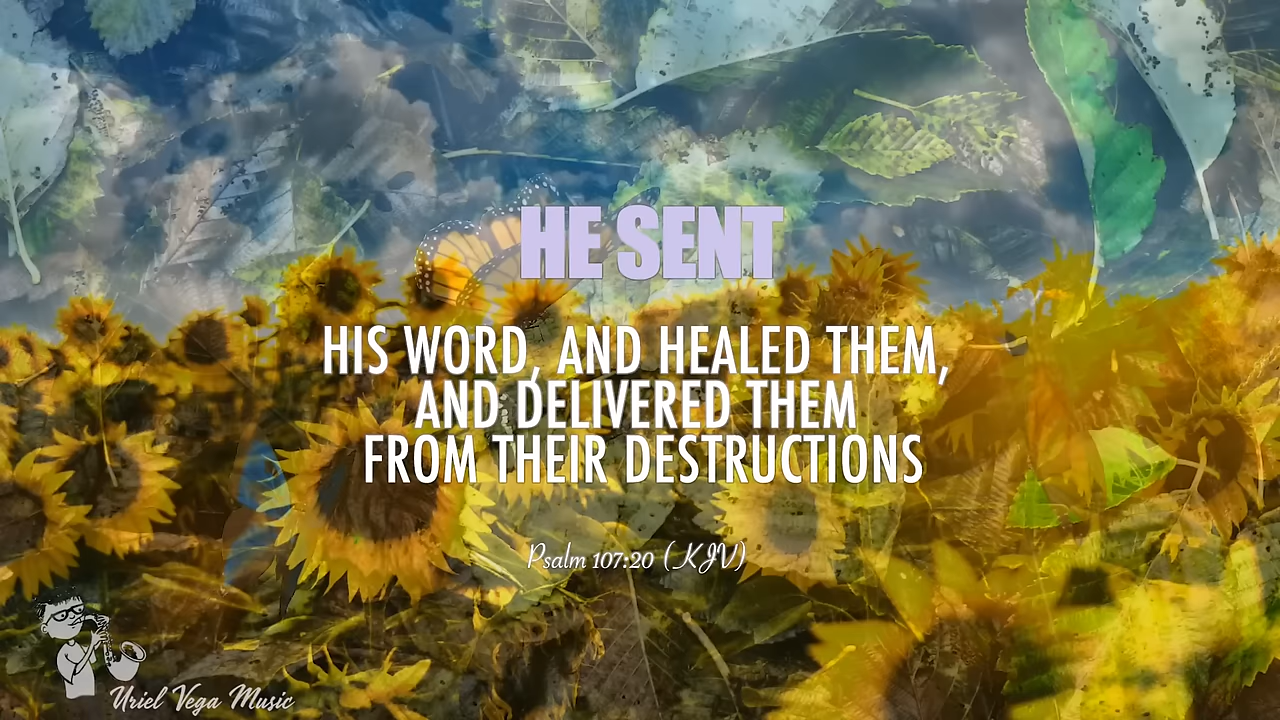 HE SENT
HIS WORD, AND HEALED THEM,
AND DELIVERED THEM
FROM THEIR DESTRUCTIONS
Psalm 107:20 (KJV)
Uriel Vega Music